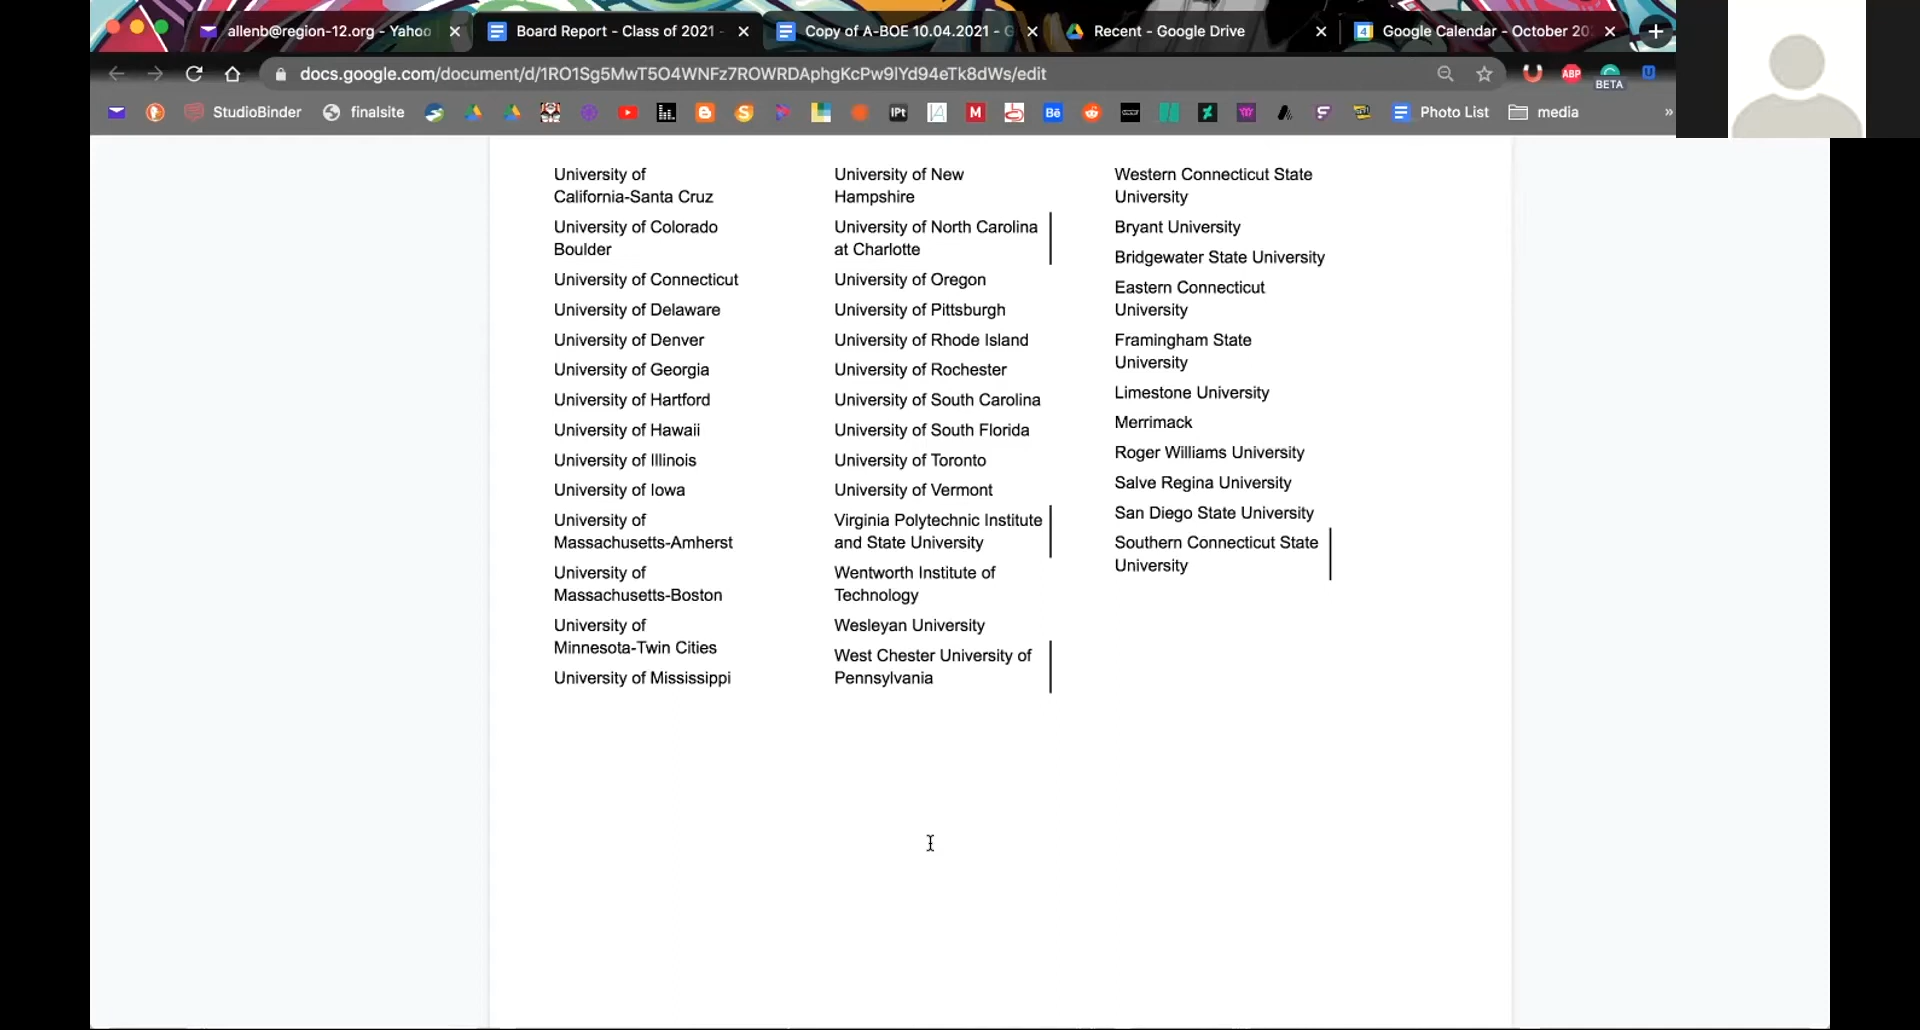 allenb@region-12.org - Yahoo
Board Report - Class of 2021 -
Copy of A-BOE 10.04.2021 - G
Recent - Google Drive
Google Calendar - October 20
docs.google.com/document/d/1RO1Sg5MwT5O4WNFz7ROWRDAphgKcPw9lYd94eTk8dWs/edit
ABP
BETA
StudioBinder
finalsite
IPt
M
Bē
Photo List
media
»
University of
California-Santa Cruz
University of Colorado
Boulder
University of Connecticut
University of Delaware
University of Denver
University of Georgia
University of Hartford
University of Hawaii
University of Illinois
University of Iowa
University of
Massachusetts-Amherst
University of
Massachusetts-Boston
University of
Minnesota-Twin Cities
University of Mississippi
University of New
Hampshire
University of North Carolina
at Charlotte
University of Oregon
University of Pittsburgh
University of Rhode Island
University of Rochester
University of South Carolina
University of South Florida
University of Toronto
University of Vermont
Virginia Polytechnic Institute
and State University
Wentworth Institute of
Technology
Wesleyan University
West Chester University of
Pennsylvania
Western Connecticut State
University
Bryant University
Bridgewater State University
Eastern Connecticut
University
Framingham State
University
Limestone University
Merrimack
Roger Williams University
Salve Regina University
San Diego State University
Southern Connecticut State
University